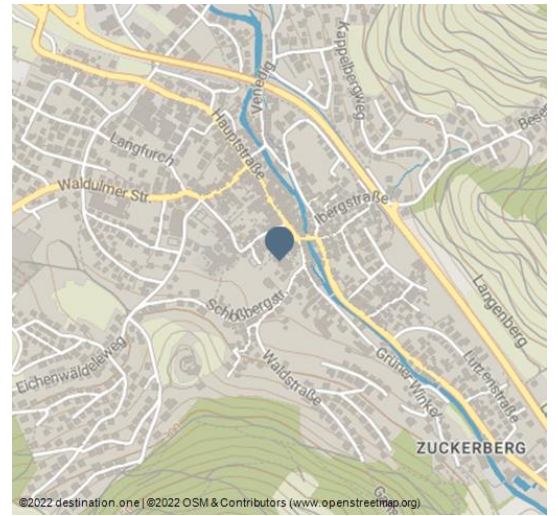 Venedig
Kappelbergweg
Hauptstraße
Langfurch
Waldulmer Str.
Ibergstraße
Schloßbergstr.
Langenberg
Eichenwäldeleweg
Waldstraße
Grüner Winkel
Lutzenstraße
ZUCKERBERG
©2022 destination.one | ©2022 OSM & Contributors (www.openstreetmap.org)